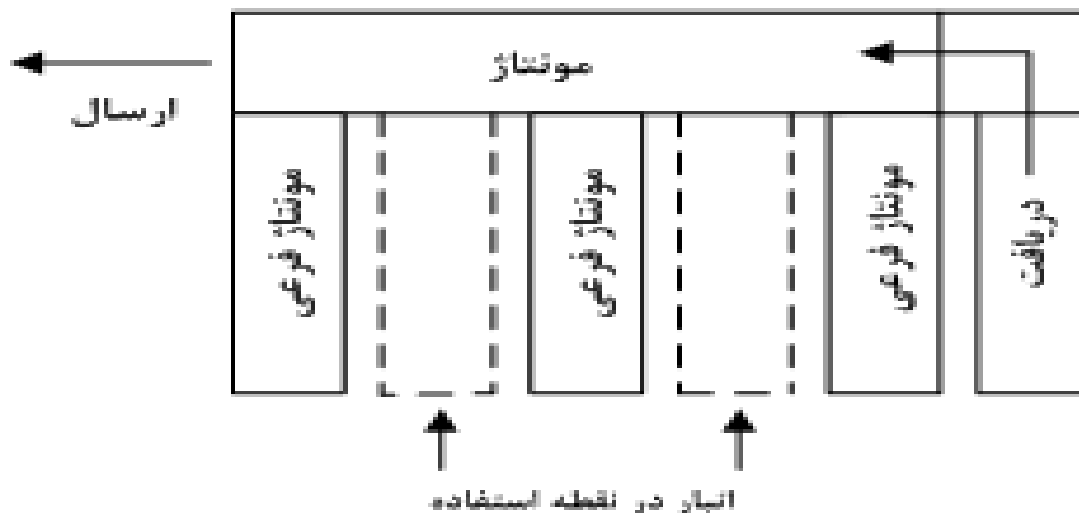 مونتاژ
ارسال
دریافت
مونتاژ فرعی
مونتاژ فرعی
مونتاژ فرعی
انبار در نقطه استفاده